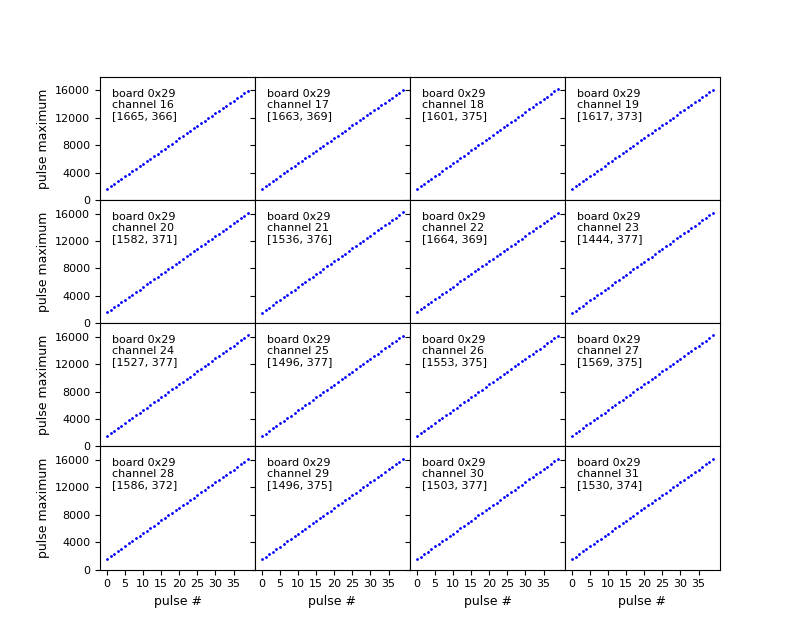 16000
12000
8000
4000
0
pulse maximum
board 0x29
channel 16
[1665, 366]
board 0x29
channel 17
[1663, 369]
board 0x29
channel 18
[1601, 375]
board 0x29
channel 19
[1617, 373]
16000
12000
8000
4000
0
pulse maximum
board 0x29
channel 20
[1582, 371]
board 0x29
channel 21
[1536, 376]
board 0x29
channel 22
[1664, 369]
board 0x29
channel 23
[1444, 377]
16000
12000
8000
4000
0
pulse maximum
board 0x29
channel 24
[1527, 377]
board 0x29
channel 25
[1496, 377]
board 0x29
channel 26
[1553, 375]
board 0x29
channel 27
[1569, 375]
16000
12000
8000
4000
0
pulse maximum
board 0x29
channel 28
[1586, 372]
board 0x29
channel 29
[1496, 375]
board 0x29
channel 30
[1503, 377]
board 0x29
channel 31
[1530, 374]
0 5 10 15 20 25 30 35
0 5 10 15 20 25 30 35
0 5 10 15 20 25 30 35
0 5 10 15 20 25 30 35
pulse #
pulse #
pulse #
pulse #